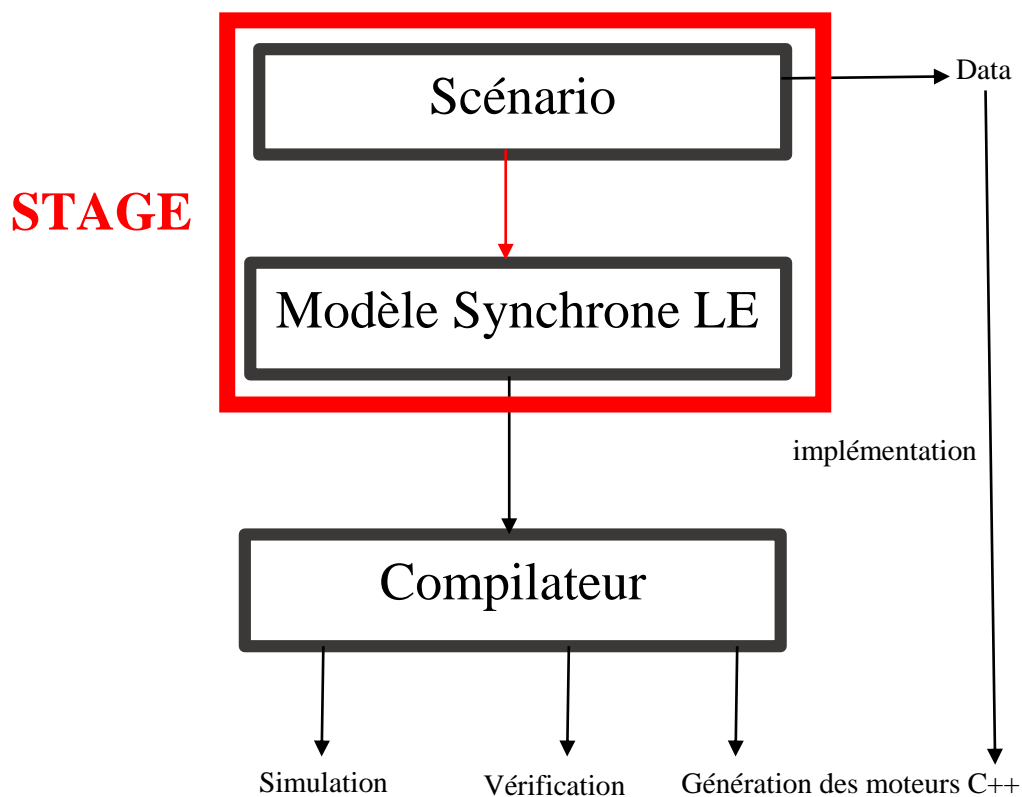 Scénario
Data
STAGE
Modèle Synchrone LE
implémentation
Compilateur
Simulation
Vérification
Génération des moteurs C++